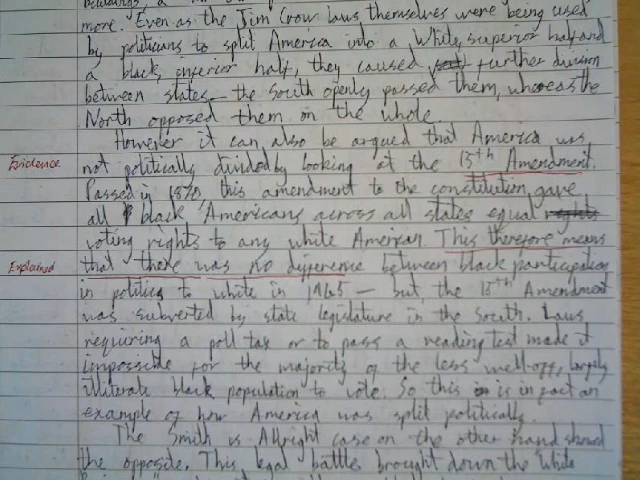 more. Even as the Jim Crow laws themselves were being used
by politicians to split America into a White, superior half and
a black, inferior half, they caused further division
between states – the South openly passed them, whereas the
North opposed them on the whole.
However it can also be argued that America was
Evidence not politically divided by looking at the 15th Amendment.
Passed in 1870, this amendment to the constitution gave
all black Americans across all states equal rights
voting rights to any white American. This therefore means
Explained that there was no difference between black participation
in politics to white in 1965 – but, the 15th Amendment
was subverted by state legislature in the South. Laws
requiring a poll tax or to pass a reading test made it
impossible for the majority of the less well-off, largely
illiterate black population to vote. So this is in fact an
example of how America was split politically.
The Smith vs Allright case on the other hand showed
the opposite. This legal battle brought down the White